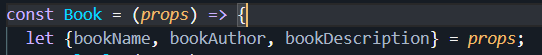 const Book = (props) => {
let {bookName, bookAuthor, bookDescription} = props;